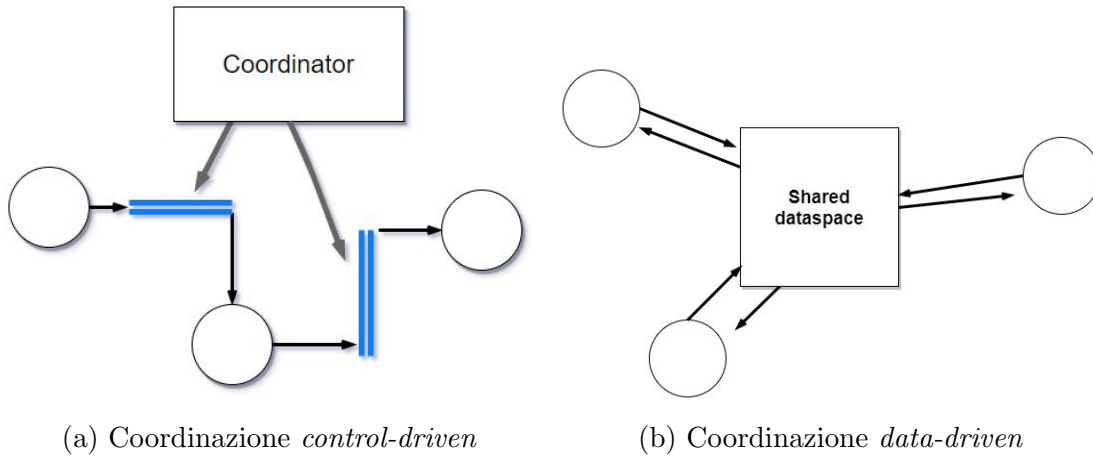 Coordinator
Shared
dataspace
(a) Coordinazione control-driven
(b) Coordinazione data-driven